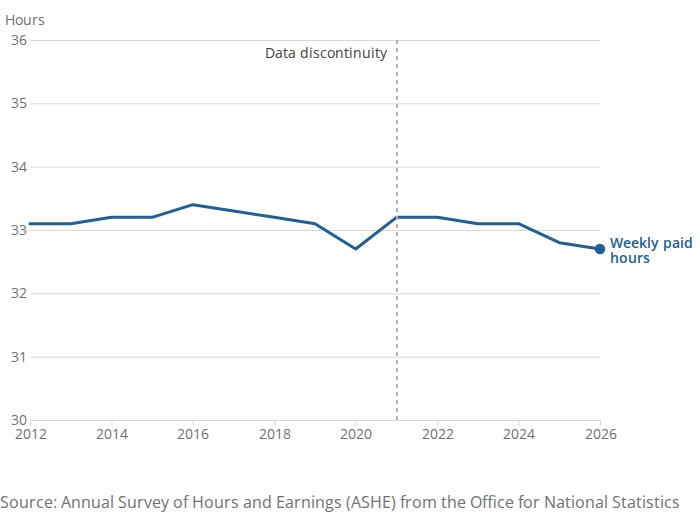 Hours
36
Data discontinuity
35
34
33
Weekly paid
hours
32
31
30
2012 2014 2016 2018 2020 2022 2024 2026
Source: Annual Survey of Hours and Earnings (ASHE) from the Office for National Statistics